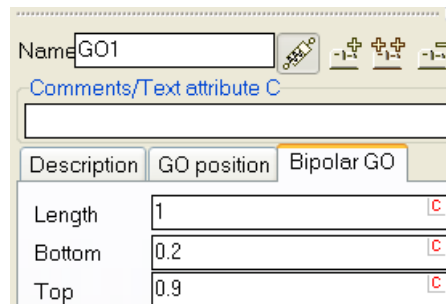 Name GO1
Comments/Text attribute C
Description GO position Bipolar GO
Length 1 C
Bottom 0.2 C
Top 0.9 C